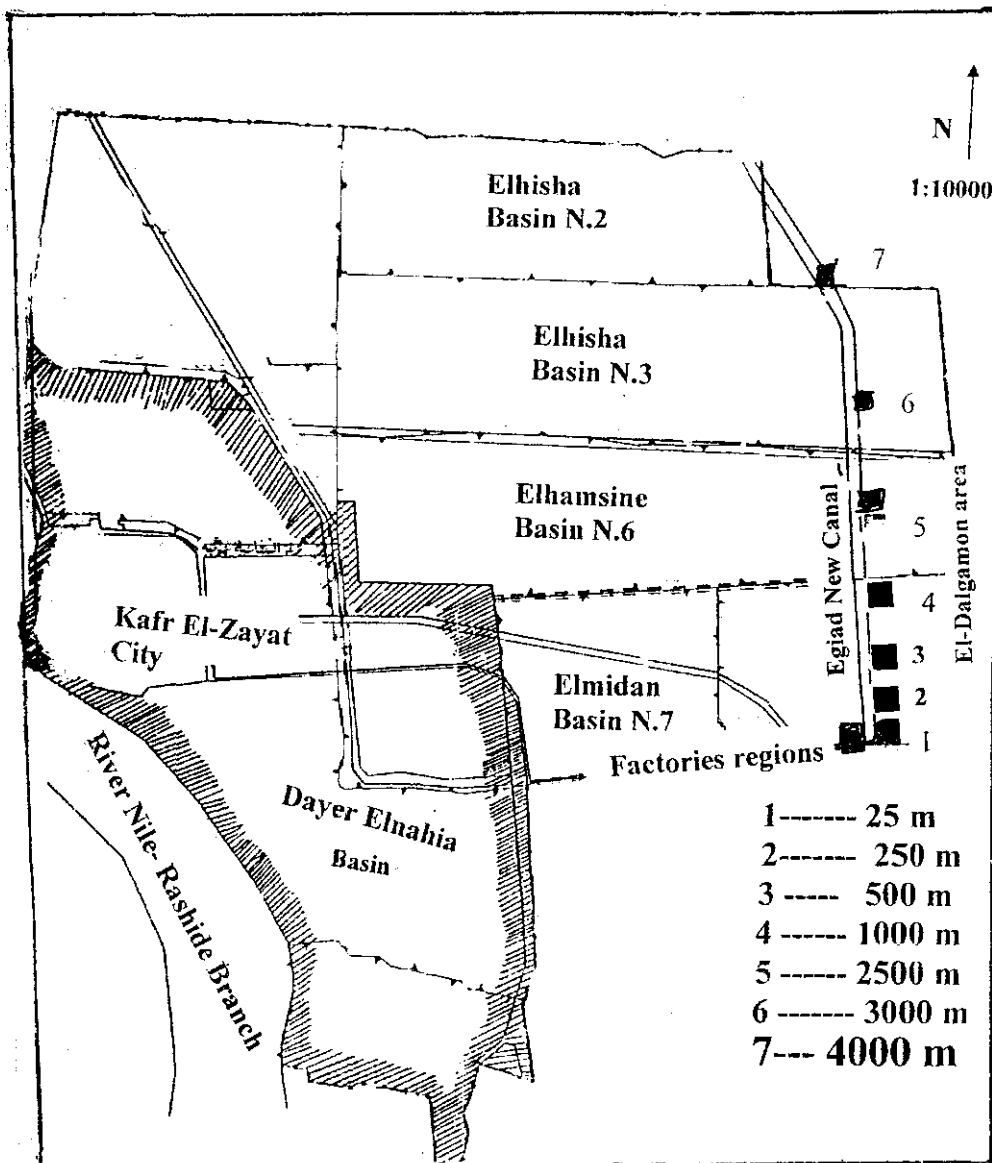 N
1:10000
Elhisha
Basin N.2
7
Elhisha
Basin N.3
6
Elhamsine
Basin N.6
5
Egiad New Canal
El-Dalgamon area
4
Kafr El-Zayat
City
3
Elmidan
Basin N.7
2
Factories regions
1
River Nile- Rashide Branch
Dayer Elnahia
Basin
1------- 25 m
2------- 250 m
3 ----- 500 m
4 ------ 1000 m
5 ------ 2500 m
6 ------- 3000 m
7--- 4000 m